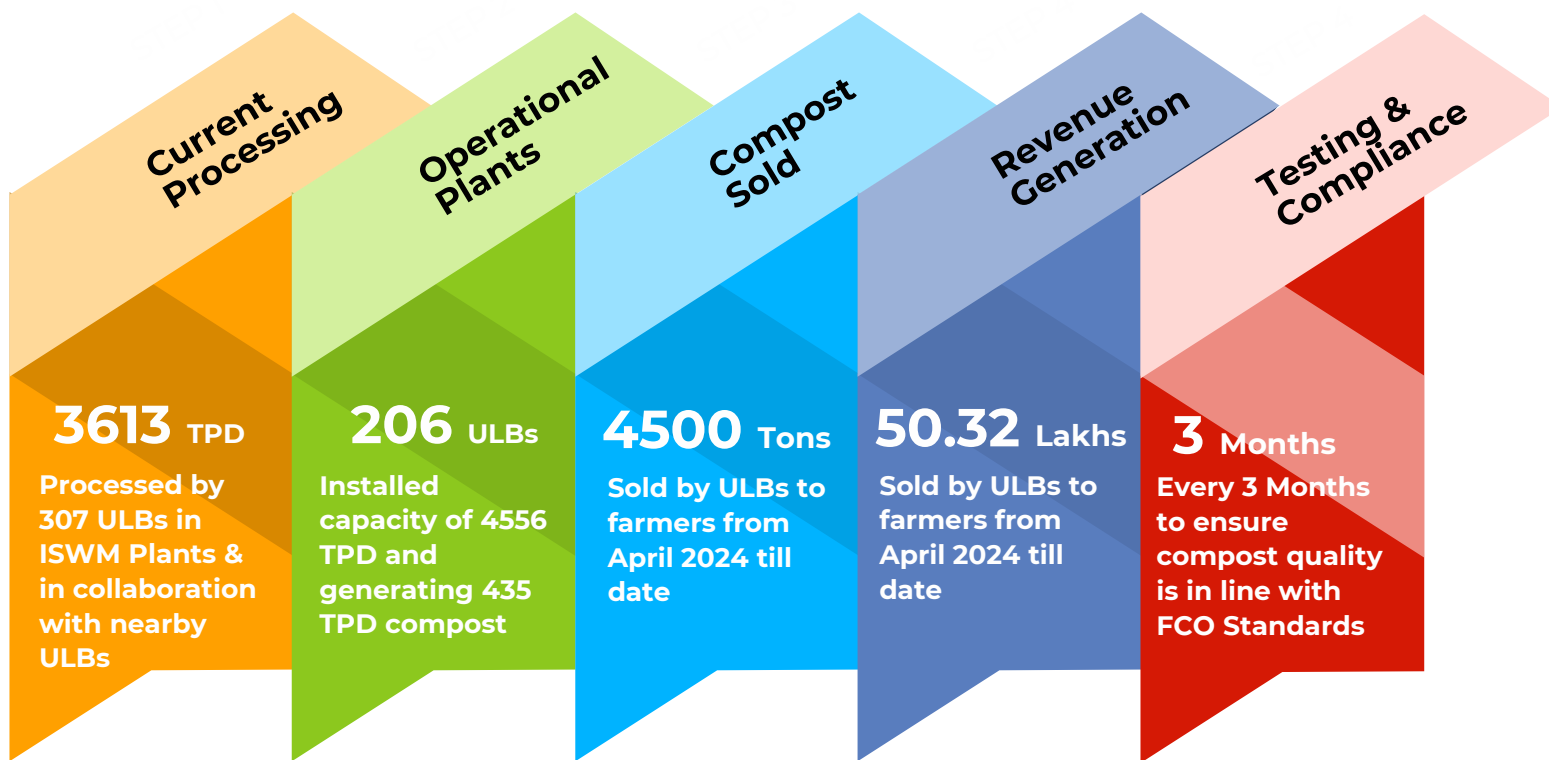 Current
Processing
3613 TPD
Processed by
307 ULBs in
ISWM Plants &
in collaboration
with nearby
ULBs
Operational
Plants
206 ULBs
Installed
capacity of 4556
TPD and
generating 435
TPD compost
Compost
Sold
4500 Tons
Sold by ULBs to
farmers from
April 2024 till
date
Revenue
Generation
50.32 Lakhs
Sold by ULBs to
farmers from
April 2024 till
date
Testing &
Compliance
3 Months
Every 3 Months
to ensure
compost quality
is in line with
FCO Standards